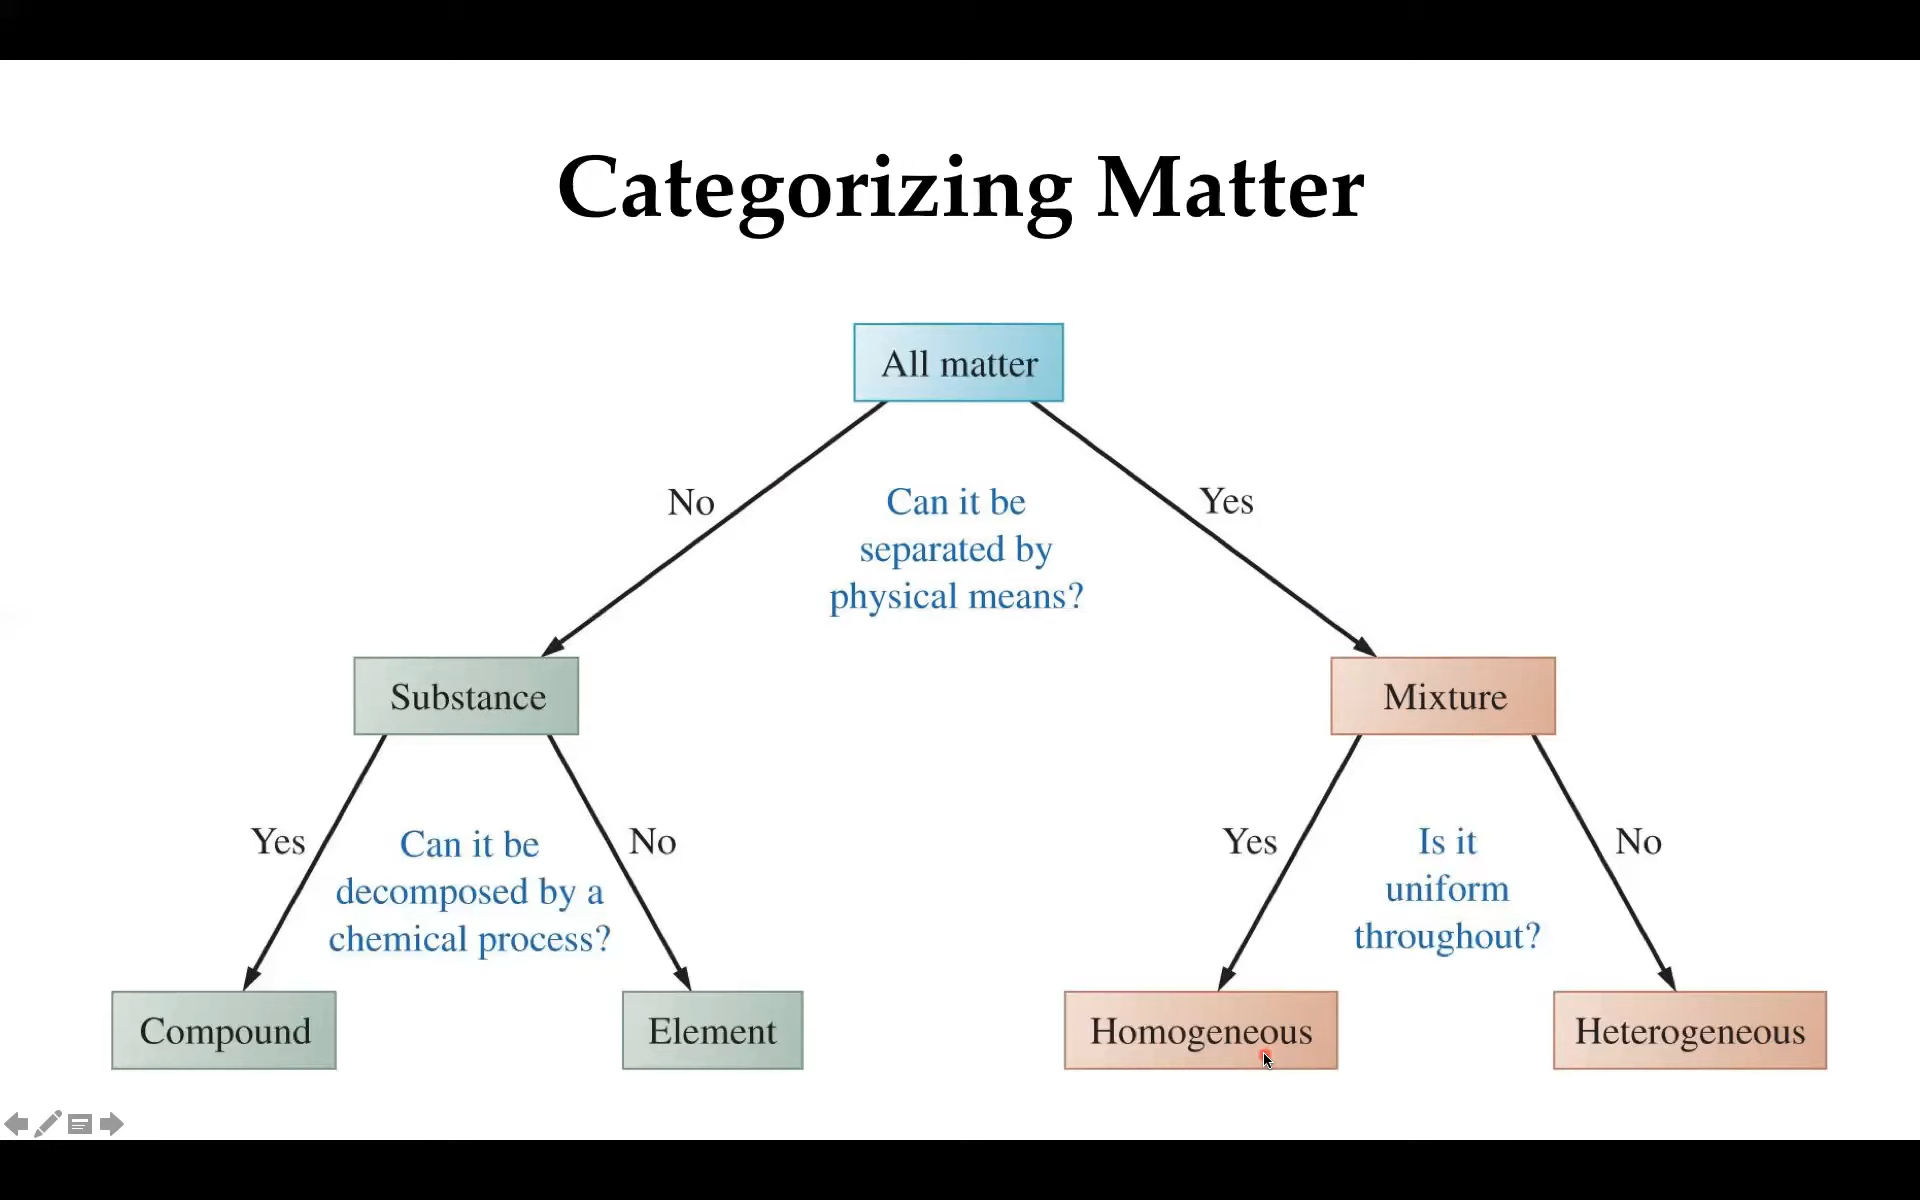 Categorizing Matter
All matter
No
Can it be
separated by
physical means?
Yes
Substance
Mixture
Yes
Can it be
decomposed by a
chemical process?
No
Yes
Is it
uniform
throughout?
No
Compound
Element
Homogeneous
Heterogeneous